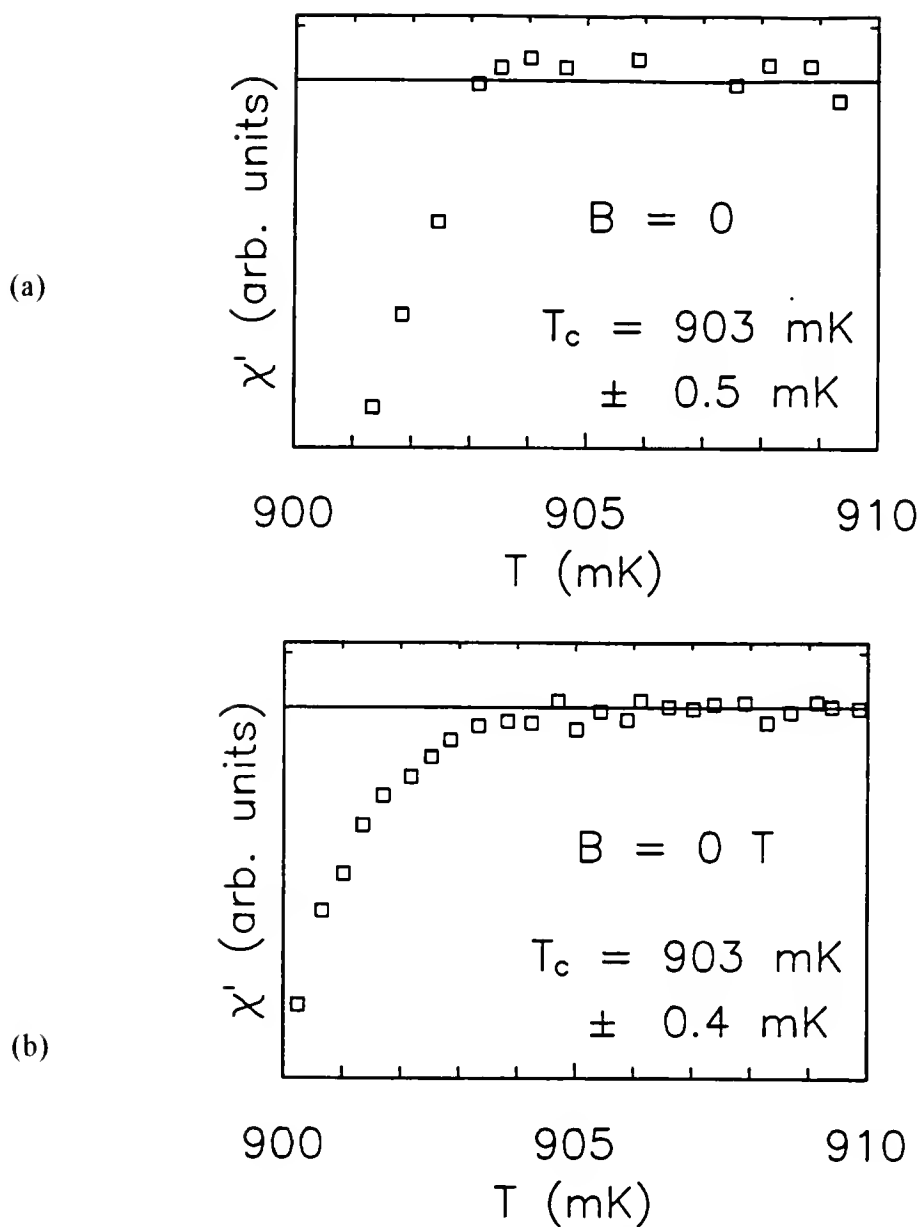 (a)
χ' (arb. units)
B = 0
T_c = 903 mK
± 0.5 mK
900 905 910
T (mK)
(b)
χ' (arb. units)
B = 0 T
T_c = 903 mK
± 0.4 mK
900 905 910
T (mK)